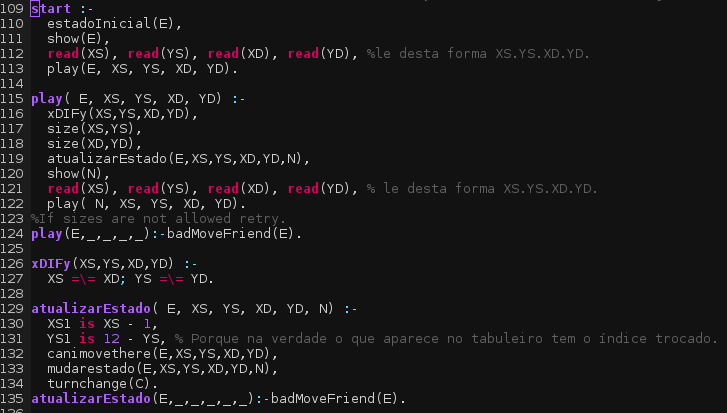 109 start :-
110   estadoInicial(E),
111   show(E),
112   read(XS), read(YS), read(XD), read(YD), %le desta forma XS.YS.XD.YD.
113   play(E, XS, YS, XD, YD).
114
115 play( E, XS, YS, XD, YD) :-
116   xDIFy(XS,YS,XD,YD),
117   size(XS,YS),
118   size(XD,YD),
119   atualizarEstado(E,XS,YS,XD,YD,N),
120   show(N),
121   read(XS), read(YS), read(XD), read(YD), % le desta forma XS.YS.XD.YD.
122   play( N, XS, YS, XD, YD).
123 %If sizes are not allowed retry.
124 play(E,_,_,_,_):-badMoveFriend(E).
125
126 xDIFy(XS,YS,XD,YD) :-
127   XS =\= XD; YS =\= YD.
128
129 atualizarEstado( E, XS, YS, XD, YD, N) :-
130   XS1 is XS - 1,
131   YS1 is 12 - YS, % Porque na verdade o que aparece no tabuleiro tem o índice trocado.
132   canimovethere(E,XS,YS,XD,YD),
133   mudarestado(E,XS,YS,XD,YD,N),
134   turnchange(C).
135 atualizarEstado(E,_,_,_,_,_):-badMoveFriend(E).